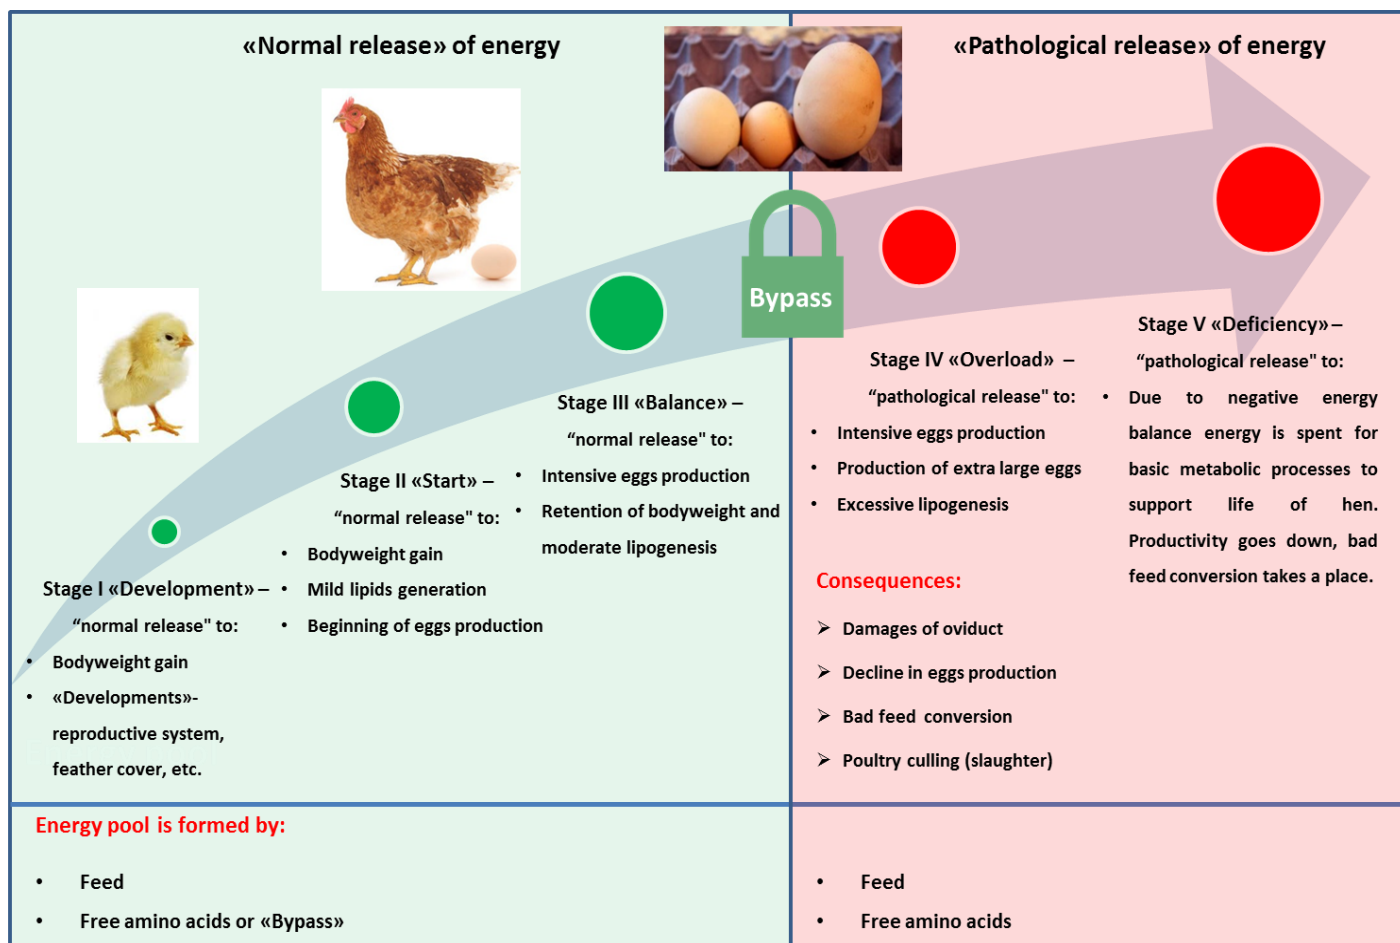 «Normal release» of energy
«Pathological release» of energy
Bypass
Stage I «Development» –
“normal release" to:
• Bodyweight gain
• «Developments»-
reproductive system,
feather cover, etc.
Stage II «Start» –
“normal release" to:
• Bodyweight gain
• Mild lipids generation
• Beginning of eggs production
Stage III «Balance» –
“normal release" to:
• Intensive eggs production
• Retention of bodyweight and
moderate lipogenesis
Stage IV «Overload» –
“pathological release" to:
• Intensive eggs production
• Production of extra large eggs
• Excessive lipogenesis
Consequences:
➢ Damages of oviduct
➢ Decline in eggs production
➢ Bad feed conversion
➢ Poultry culling (slaughter)
Stage V «Deficiency» –
“pathological release" to:
• Due to negative energy
balance energy is spent for
basic metabolic processes to
support life of hen.
Productivity goes down, bad
feed conversion takes a place.
Energy pool is formed by:
• Feed
• Free amino acids or «Bypass»
• Feed
• Free amino acids